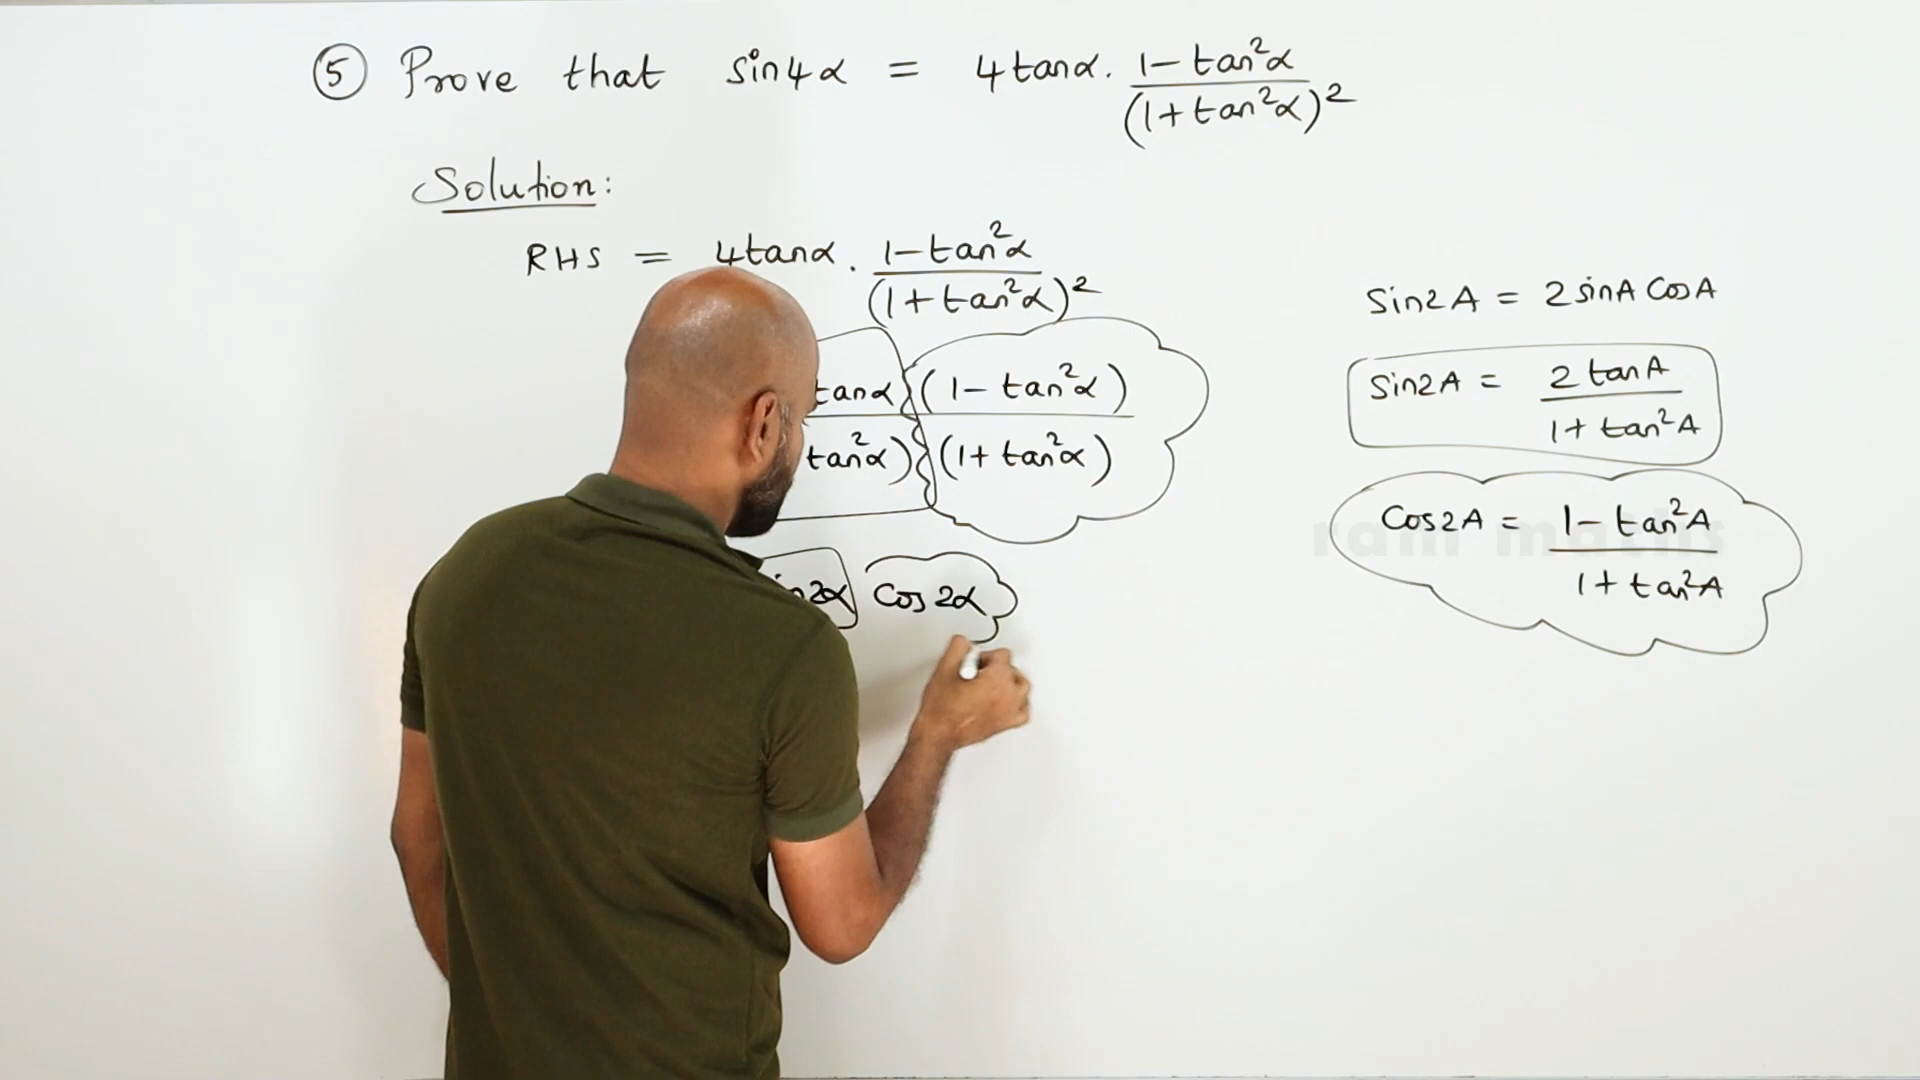 ⑤ Prove that sin4α = 4tanα. 1-tan²α / (1+tan²α)²
Solution:
RHS = 4tanα . 1-tan²α / (1+tan²α)²
tanα (1-tan²α)
tan²α) (1+tan²α)
2α Cos2α
Sin2A = 2sinA CosA
Sin2A = 2tanA / 1+tan²A
Cos2A = 1-tan²A / 1+tan²A